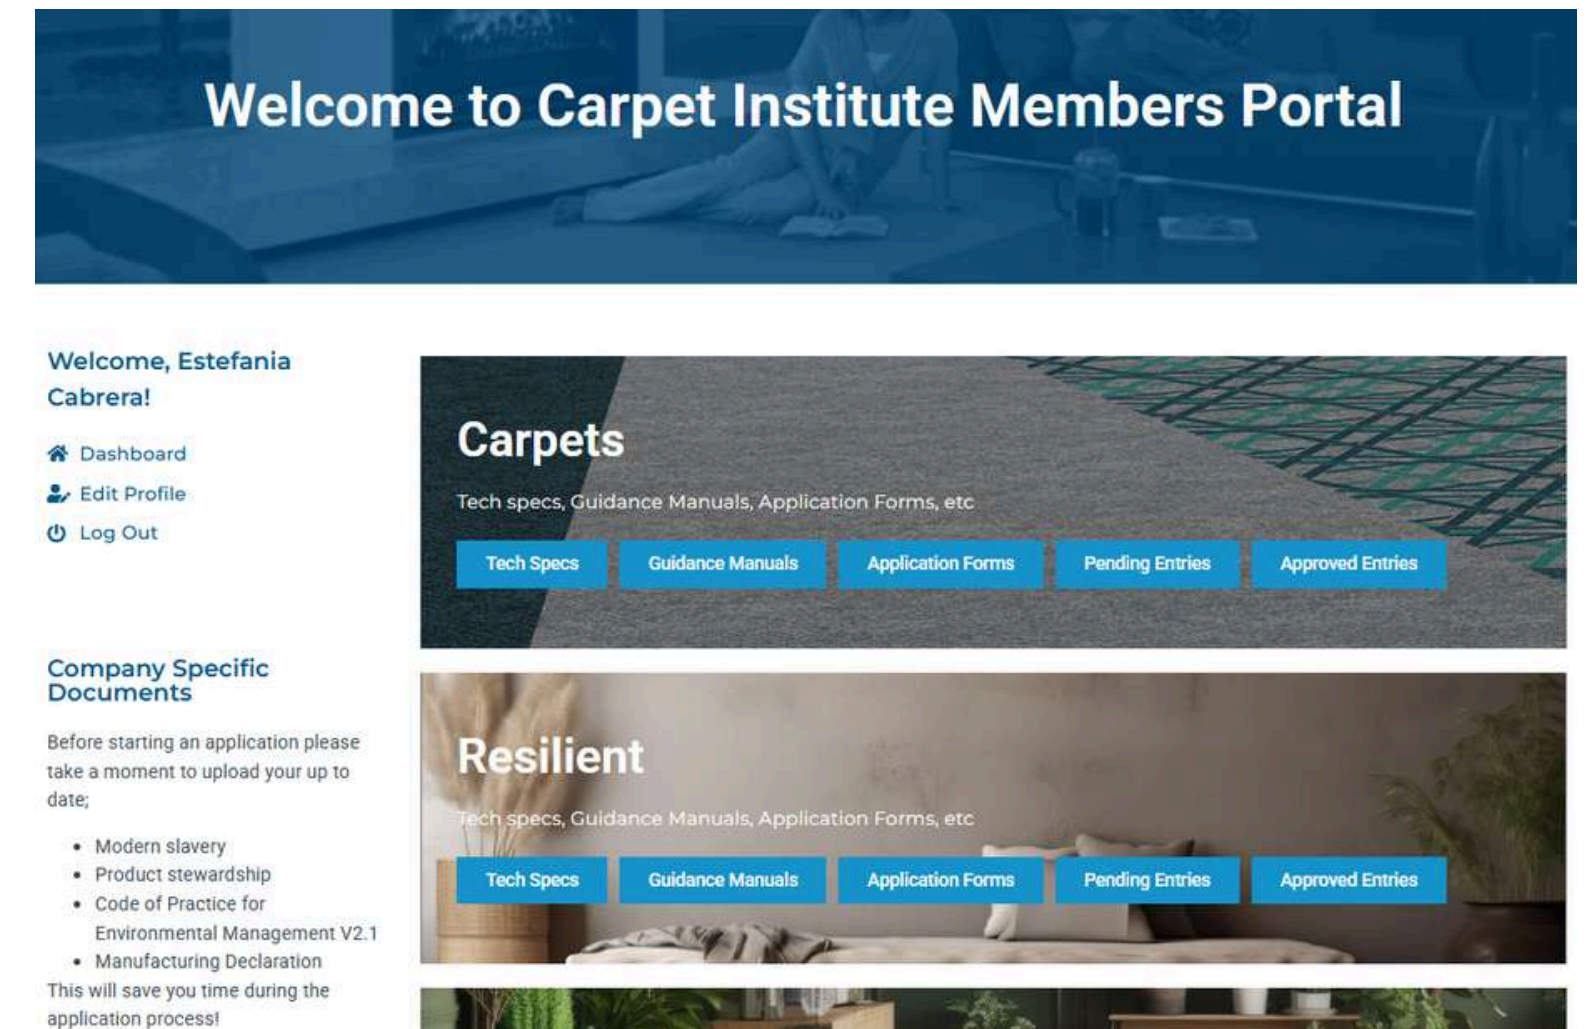 Welcome to Carpet Institute Members Portal
Welcome, Estefania
Cabrera!
Dashboard
Edit Profile
Log Out
Company Specific
Documents
Before starting an application please
take a moment to upload your up to
date;
• Modern slavery
• Product stewardship
• Code of Practice for
Environmental Management V2.1
• Manufacturing Declaration
This will save you time during the
application process!
Carpets
Tech specs, Guidance Manuals, Application Forms, etc
Tech Specs Guidance Manuals Application Forms Pending Entries Approved Entries
Resilient
Tech specs, Guidance Manuals, Application Forms, etc
Tech Specs Guidance Manuals Application Forms Pending Entries Approved Entries